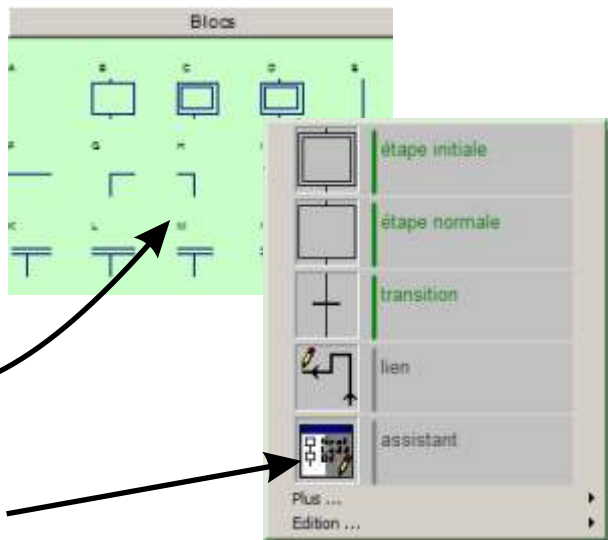 Blocs
A B C D E
F G H
K L M
étape initiale
étape normale
transition
lien
assistant
Plus ...
Edition ...